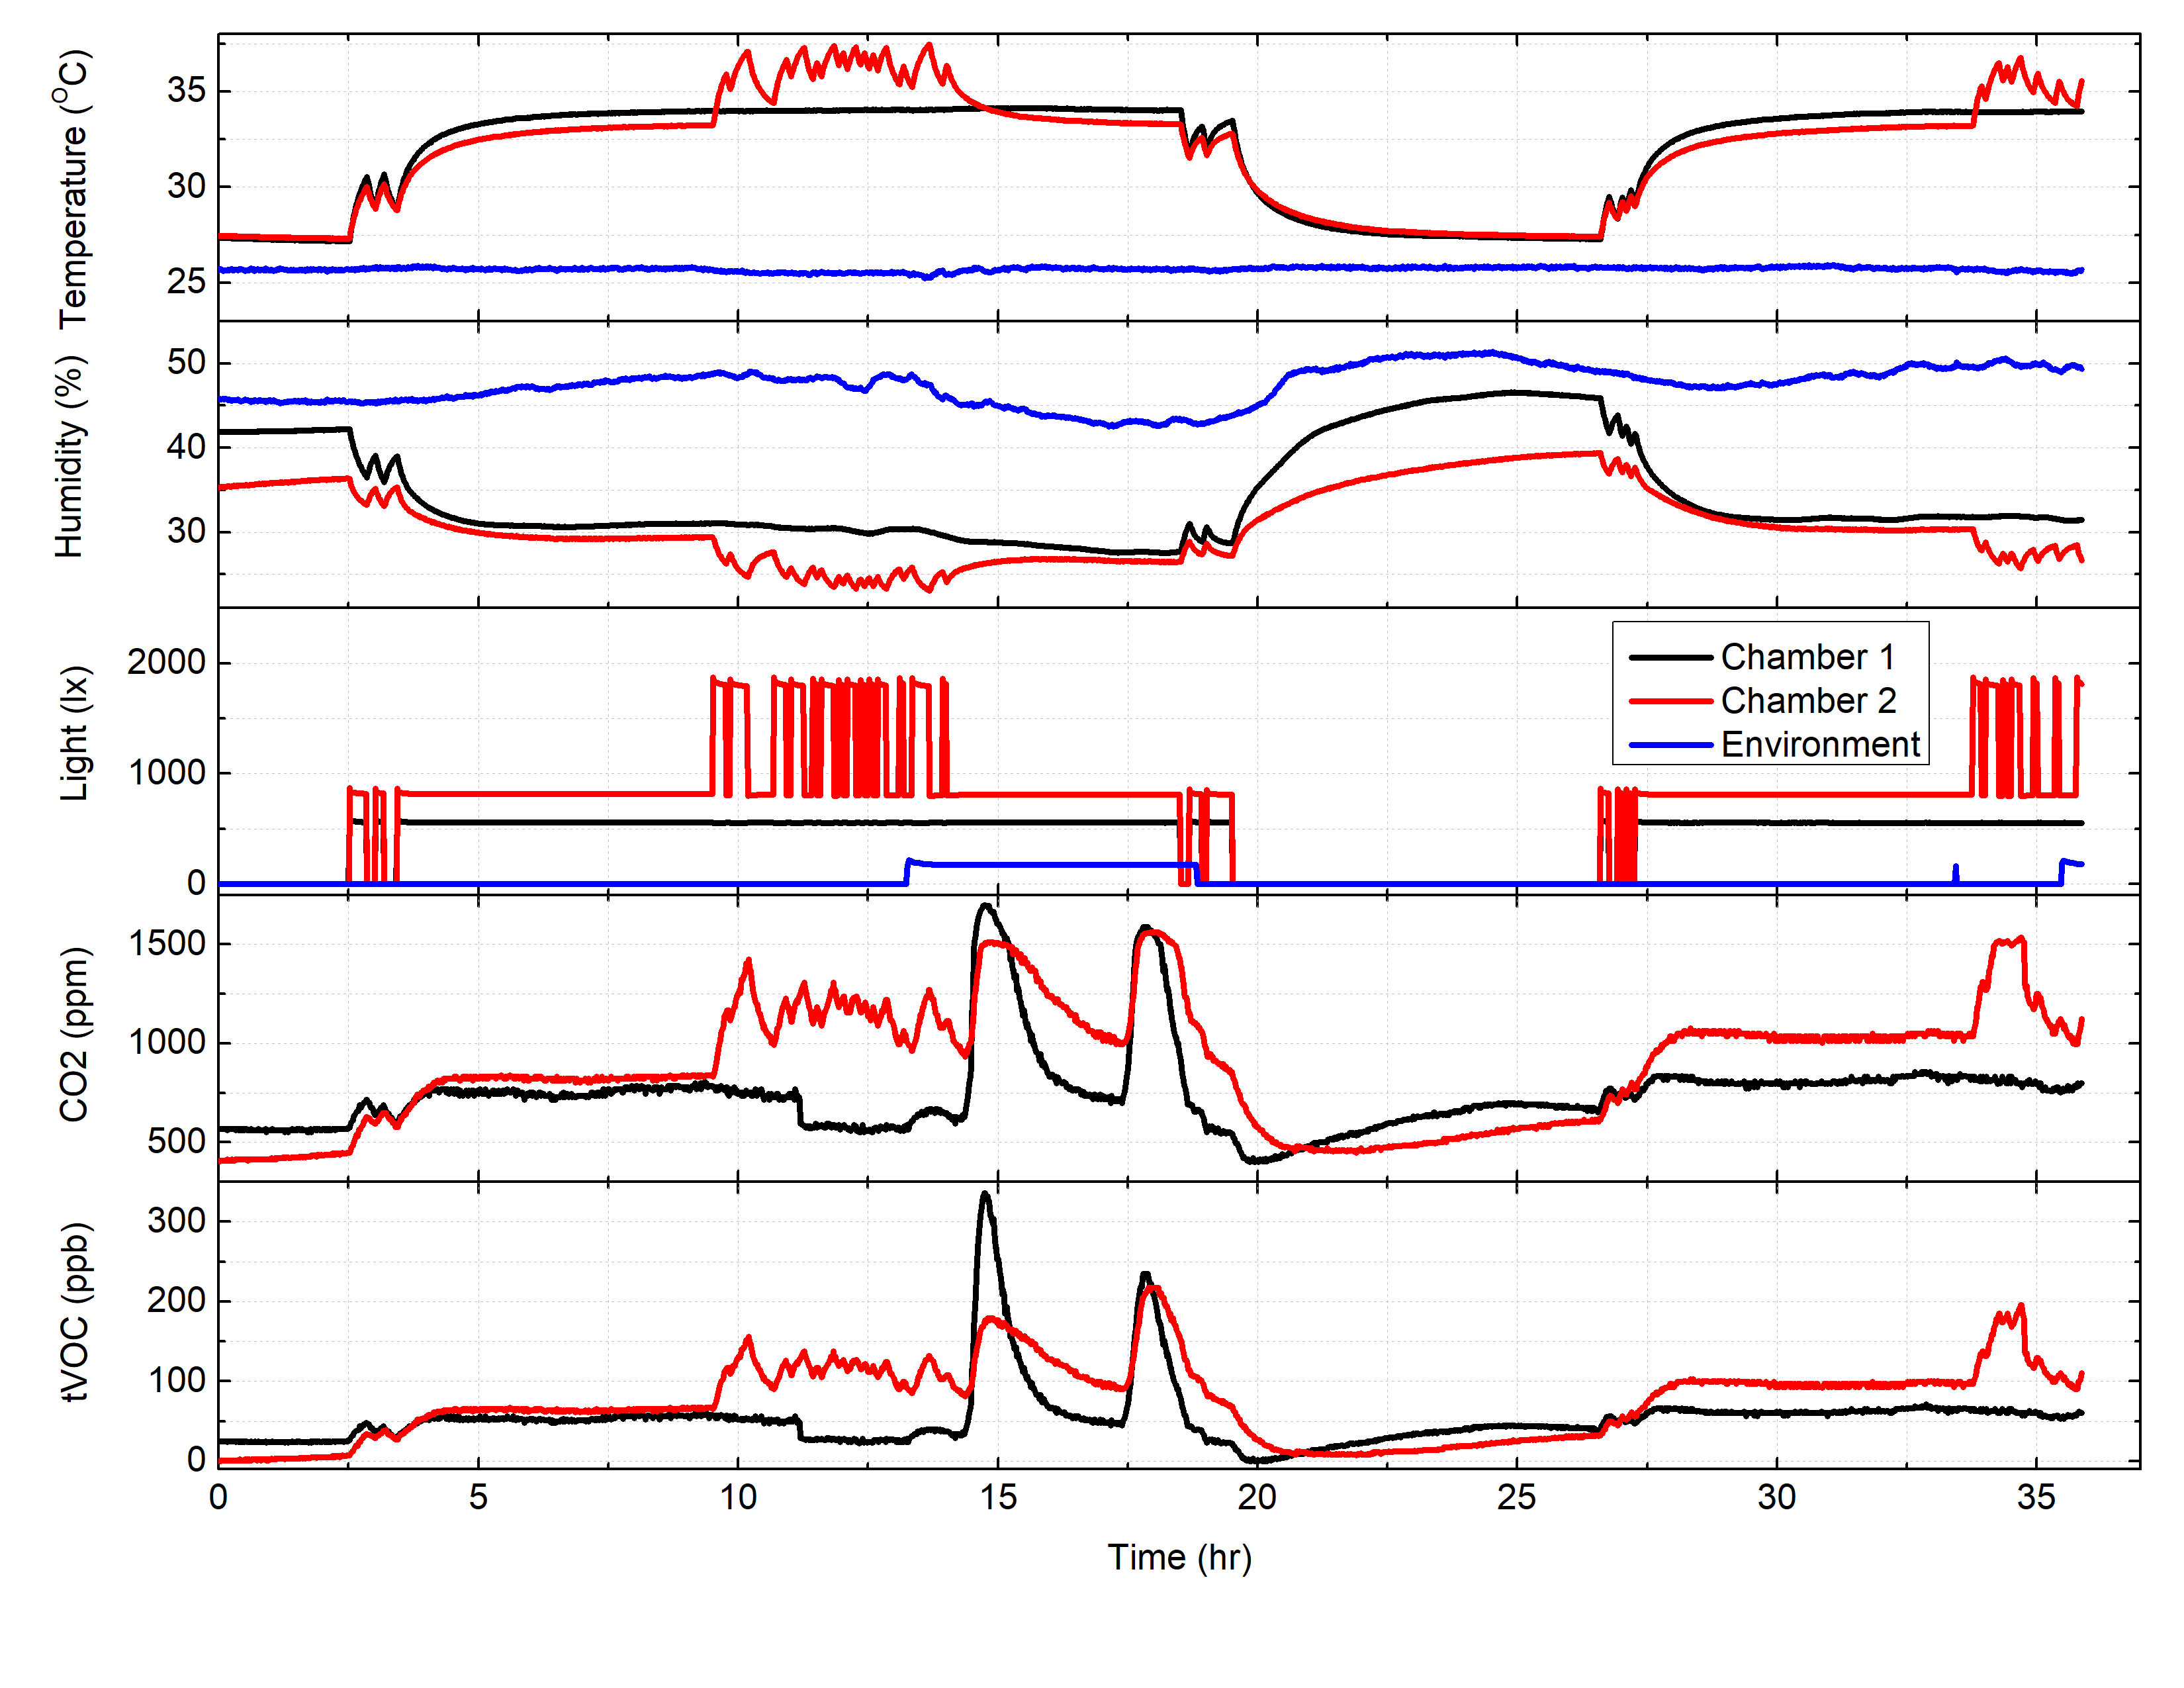 Temperature (°C)
35
30
25
Humidity (%)
50
40
30
Light (lx)
2000
1000
0
Chamber 1
Chamber 2
Environment
CO2 (ppm)
1500
1000
500
tVOC (ppb)
300
200
100
0
0 5 10 15 20 25 30 35
Time (hr)